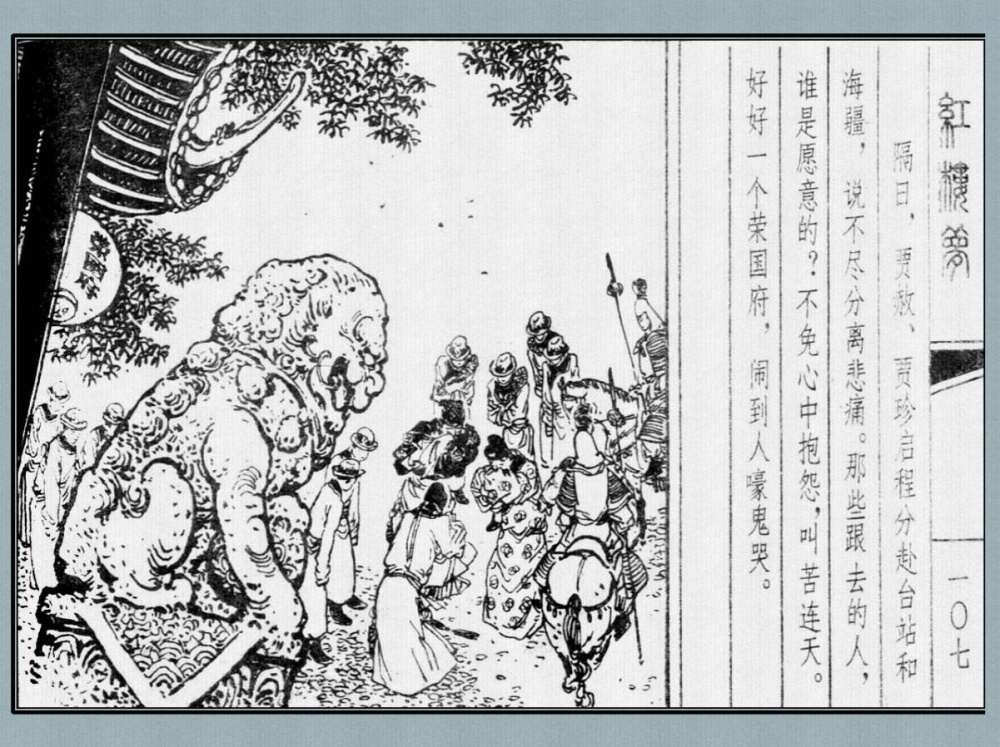 紅樓夢
一〇七
隔日，贾赦、贾珍启程分赴台站和
海疆，说不尽分离悲痛。那些跟去的人，
谁是愿意的？不免心中抱怨，叫苦连天。
好好一个荣国府，闹到人嚎鬼哭。